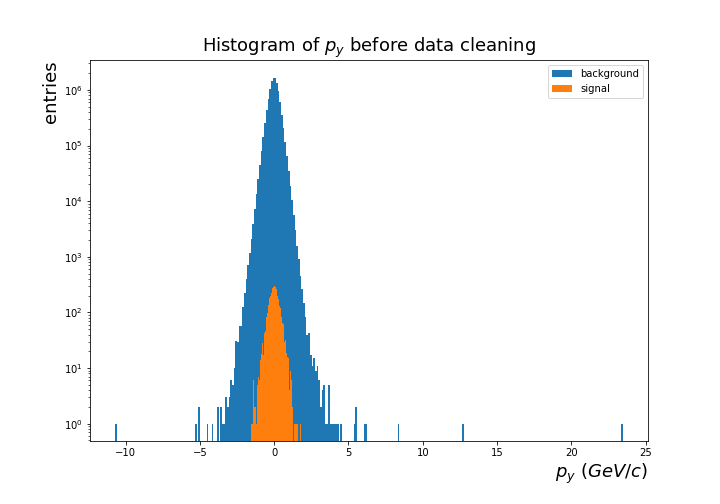 Histogram of p_y before data cleaning
entries
background
signal
10^6
10^5
10^4
10^3
10^2
10^1
10^0
−10 −5 0 5 10 15 20 25
p_y (GeV/c)